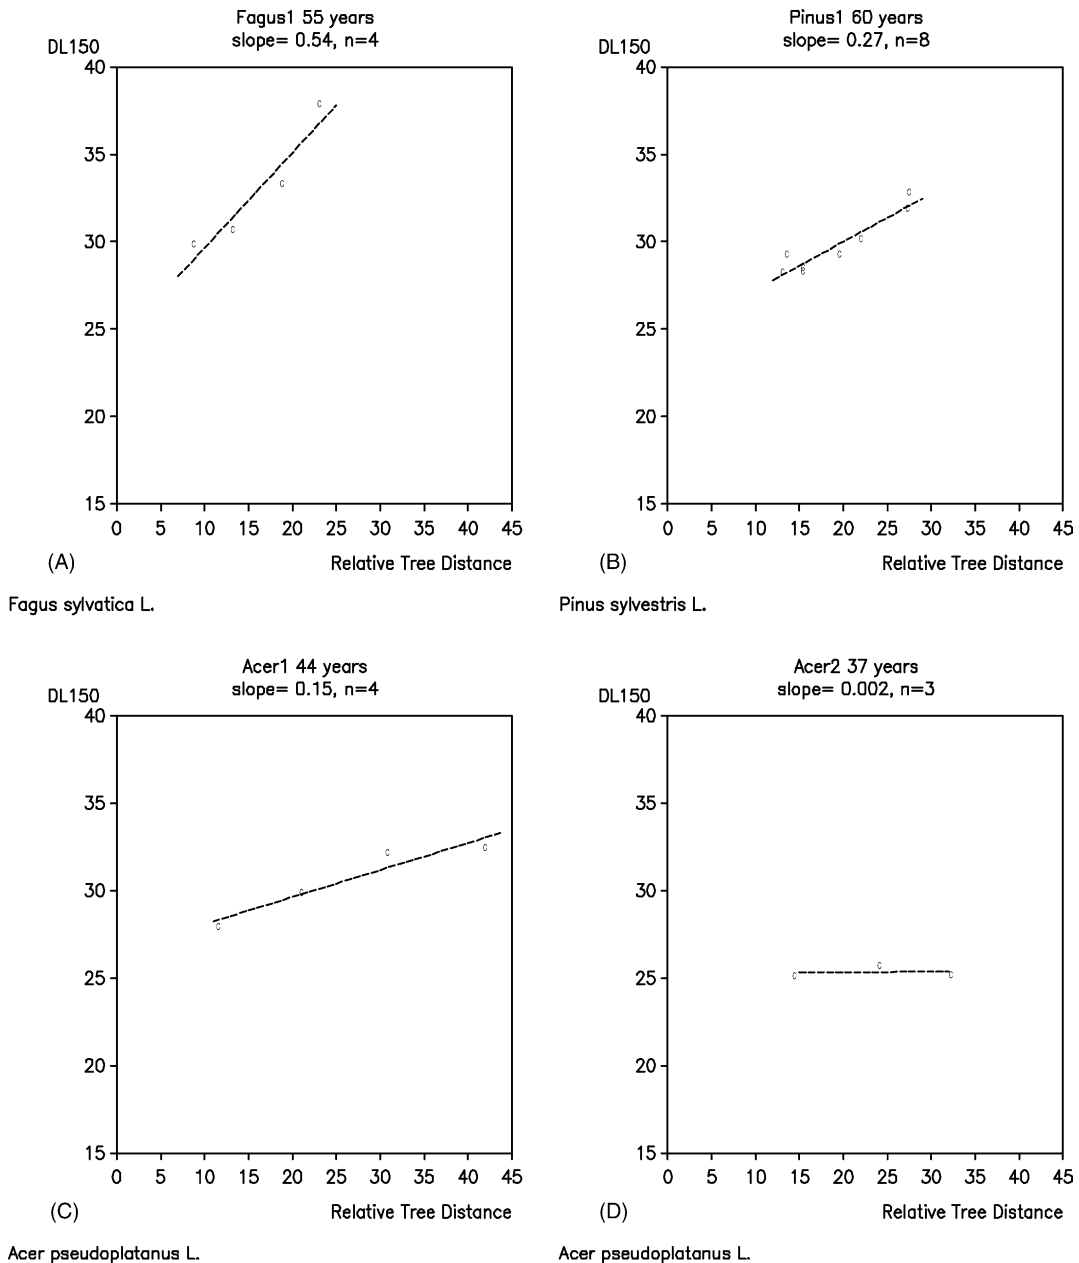 Fagus1 55 years
slope= 0.54, n=4
DL150
40
35
30
25
20
15
0 5 10 15 20 25 30 35 40 45
(A)
Relative Tree Distance
Fagus sylvatica L.
Pinus1 60 years
slope= 0.27, n=8
DL150
40
35
30
25
20
15
0 5 10 15 20 25 30 35 40 45
(B)
Relative Tree Distance
Pinus sylvestris L.
Acer1 44 years
slope= 0.15, n=4
DL150
40
35
30
25
20
15
0 5 10 15 20 25 30 35 40 45
(C)
Relative Tree Distance
Acer pseudoplatanus L.
Acer2 37 years
slope= 0.002, n=3
DL150
40
35
30
25
20
15
0 5 10 15 20 25 30 35 40 45
(D)
Relative Tree Distance
Acer pseudoplatanus L.